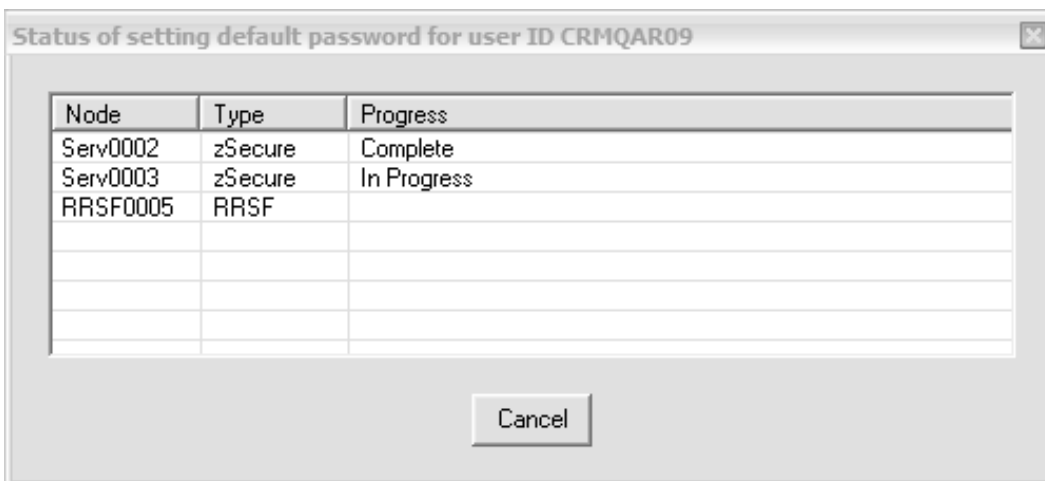 Status of setting default password for user ID CRMQAR09
Node Type Progress
Serv0002 zSecure Complete
Serv0003 zSecure In Progress
RRSF0005 RRSF
Cancel